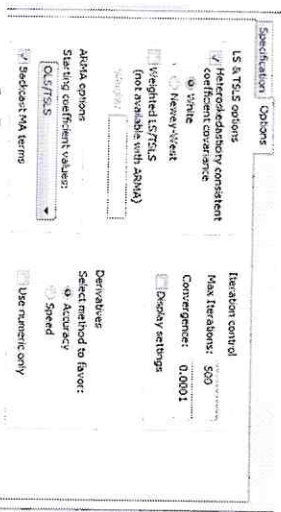 Specification Options
LS & TSLS options
Heteroskedasticity consistent
coefficient covariance
White
Newey-West
Weighted LS/TSLS
(not available with ARMA)
ARMA options
Starting coefficient values:
OLS/TSLS
Backcast MA terms
Iteration control
Max Iterations: 500
Convergence: 0.0001
Display settings
Derivatives
Select method to favor:
Accuracy
Speed
Use numeric only